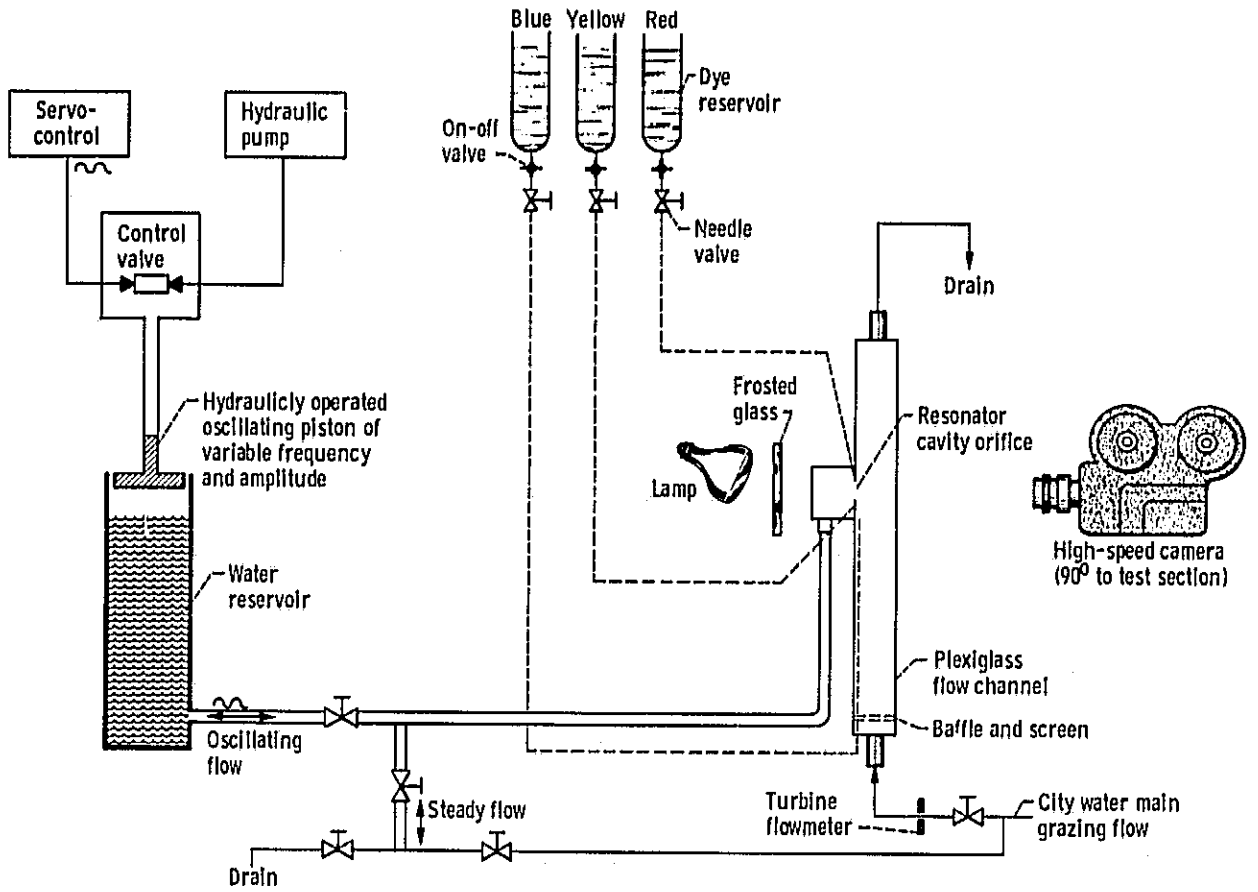 Blue
Yellow
Red
Dye
reservoir
Servo-
control
Hydraulic
pump
On-off
valve
Control
valve
Needle
valve
Drain
Hydraulicly operated
oscillating piston of
variable frequency
and amplitude
Frosted
glass
Resonator
cavity orifice
Lamp
High-speed camera
(90⁰ to test section)
Water
reservoir
Plexiglass
flow channel
Baffle and screen
Oscillating
flow
Steady flow
Turbine
flowmeter
City water main
grazing flow
Drain